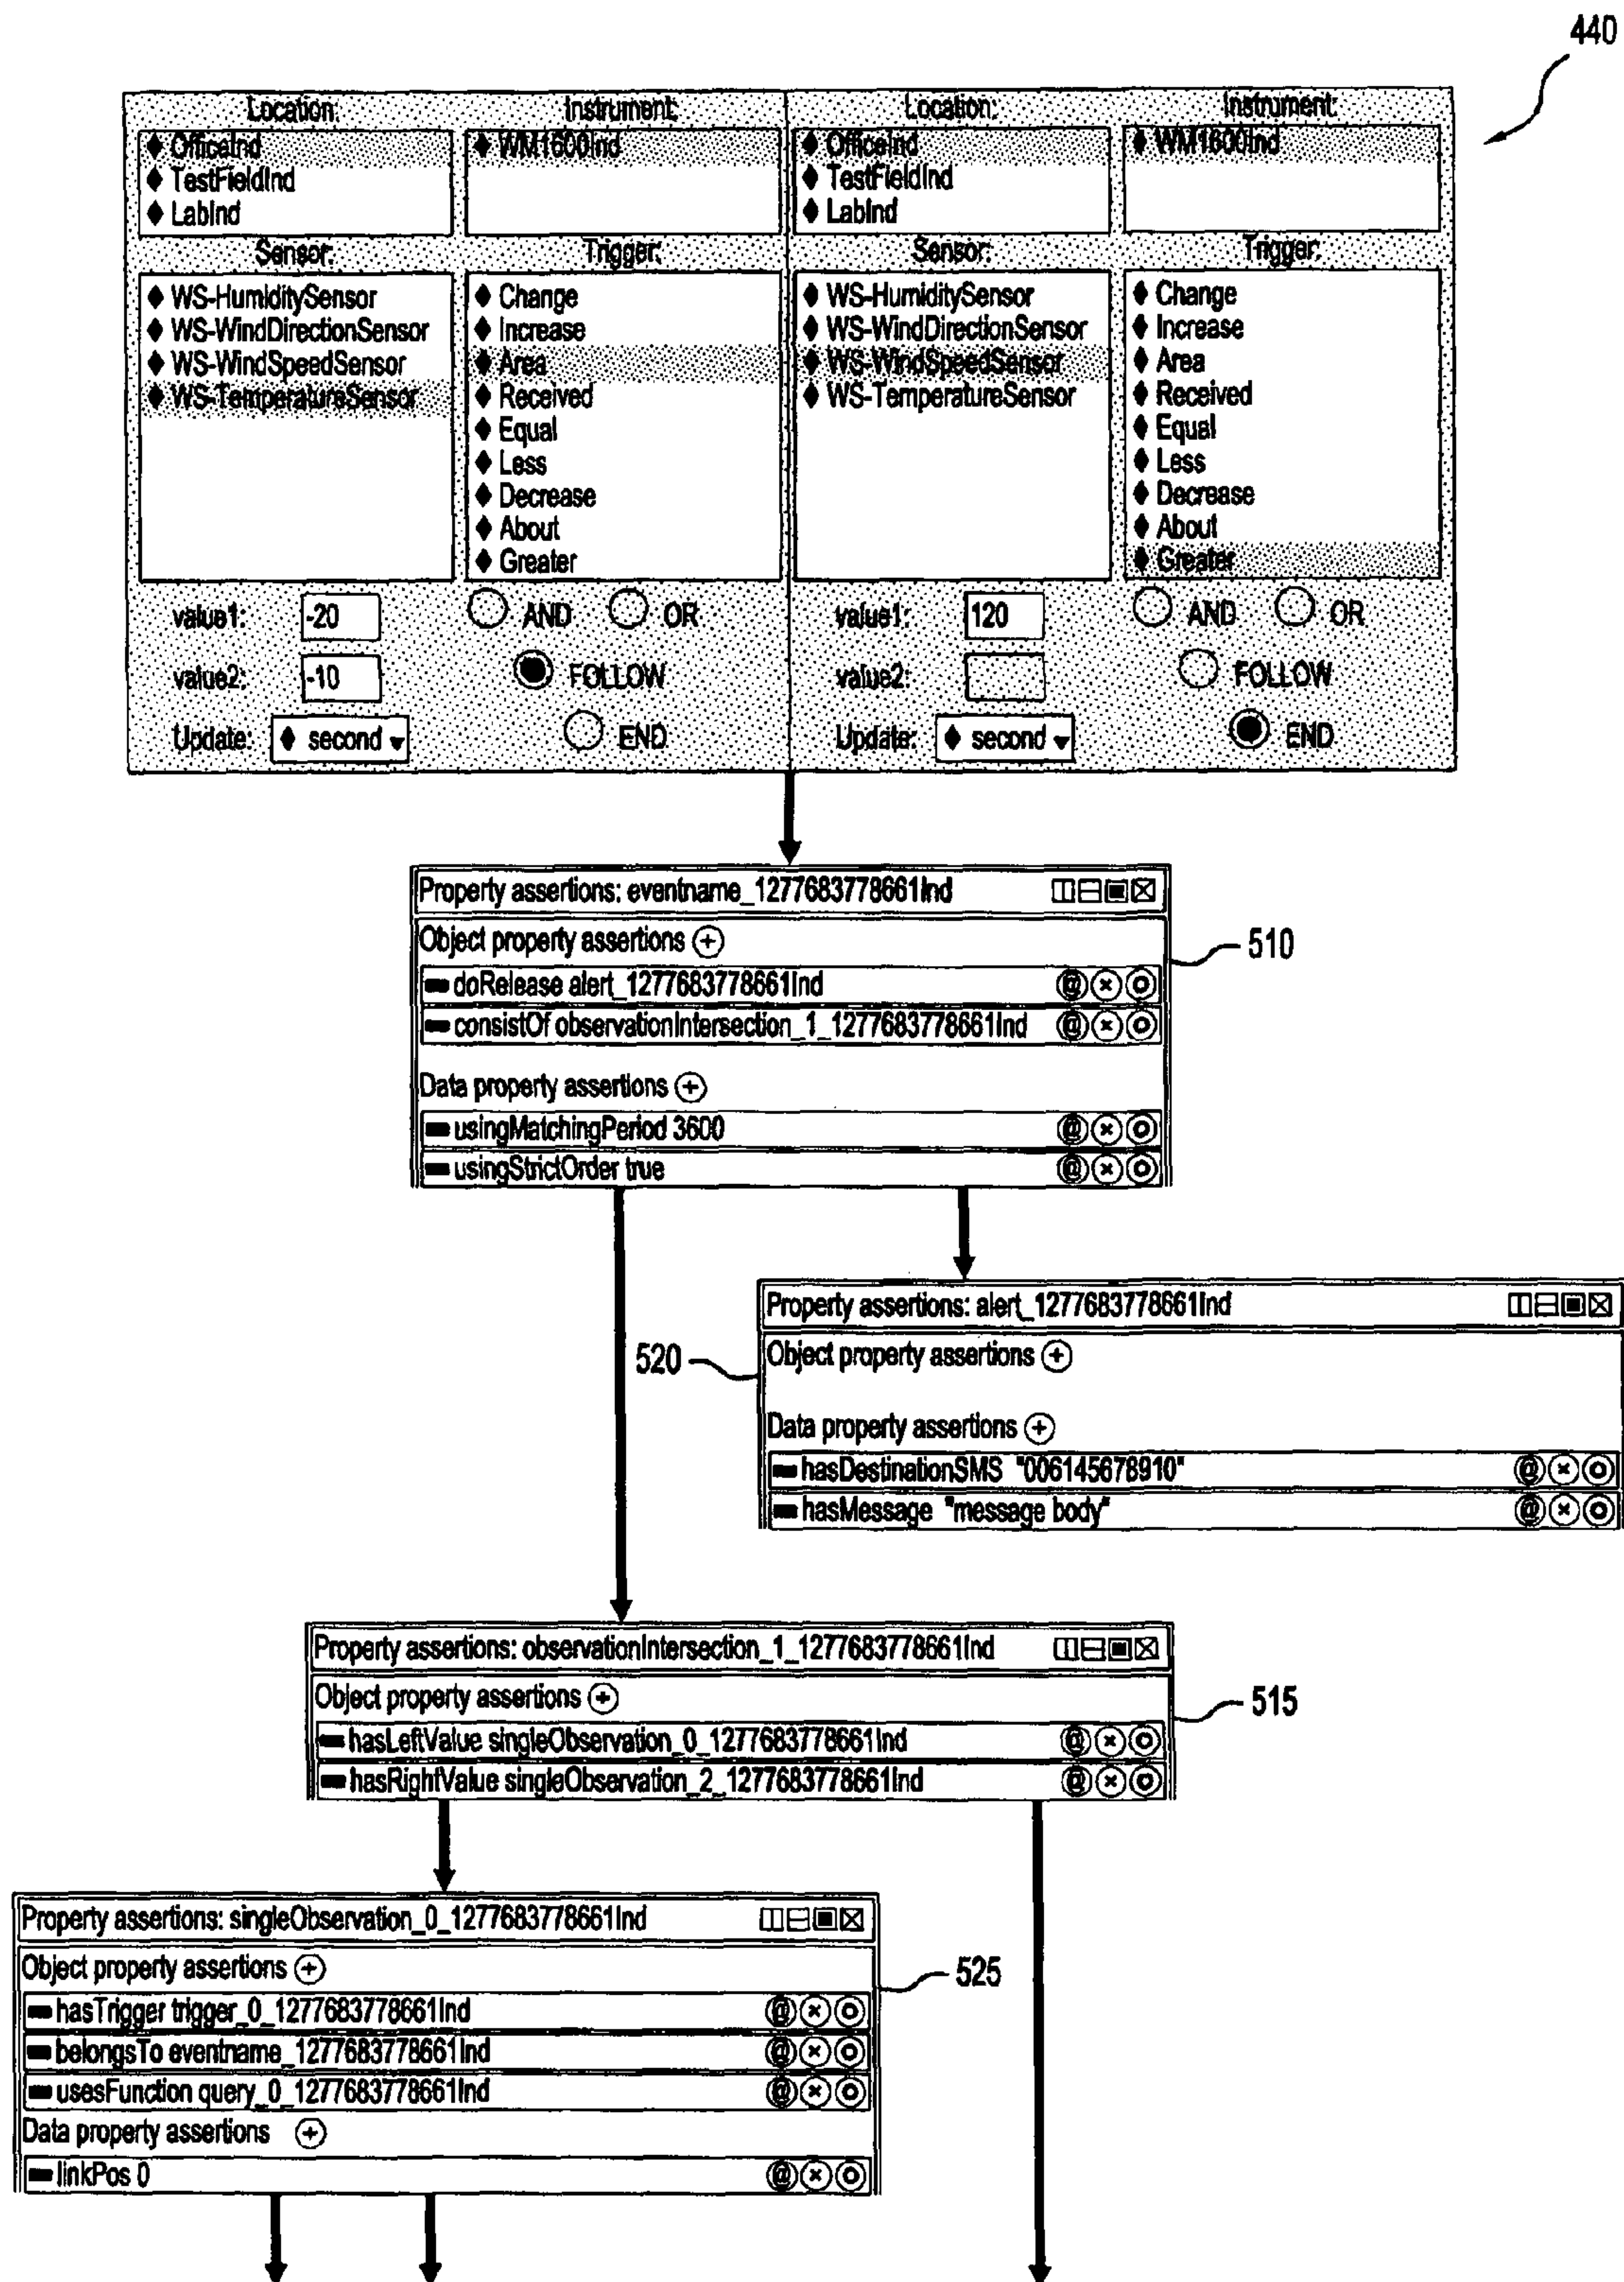 440
Location:
OfficeInd
TestFieldInd
LabInd
Instrument:
WM1600Ind
Sensor:
WS-HumiditySensor
WS-WindDirectionSensor
WS-WindSpeedSensor
WS-TemperatureSensor
Trigger:
Change
Increase
Area
Received
Equal
Less
Decrease
About
Greater
value1: -20
AND OR
value2: -10
FOLLOW
Update: second
END
Location:
OfficeInd
TestFieldInd
LabInd
Instrument:
WM1600Ind
Sensor:
WS-HumiditySensor
WS-WindDirectionSensor
WS-WindSpeedSensor
WS-TemperatureSensor
Trigger:
Change
Increase
Area
Received
Equal
Less
Decrease
About
Greater
value1: 120
AND OR
value2:
FOLLOW
Update: second
END
Property assertions: eventname_1277683778661Ind
Object property assertions
510
doRelease alert_1277683778661Ind
consistOf observationIntersection_1_1277683778661Ind
Data property assertions
usingMatchingPeriod 3600
usingStrictOrder true
Property assertions: alert_1277683778661Ind
520
Object property assertions
Data property assertions
hasDestinationSMS "006145678910"
hasMessage "message body"
Property assertions: observationIntersection_1_1277683778661Ind
Object property assertions
515
hasLeftValue singleObservation_0_1277683778661Ind
hasRightValue singleObservation_2_1277683778661Ind
Property assertions: singleObservation_0_1277683778661Ind
Object property assertions
525
hasTrigger trigger_0_1277683778661Ind
belongsTo eventname_1277683778661Ind
usesFunction query_0_1277683778661Ind
Data property assertions
linkPos 0